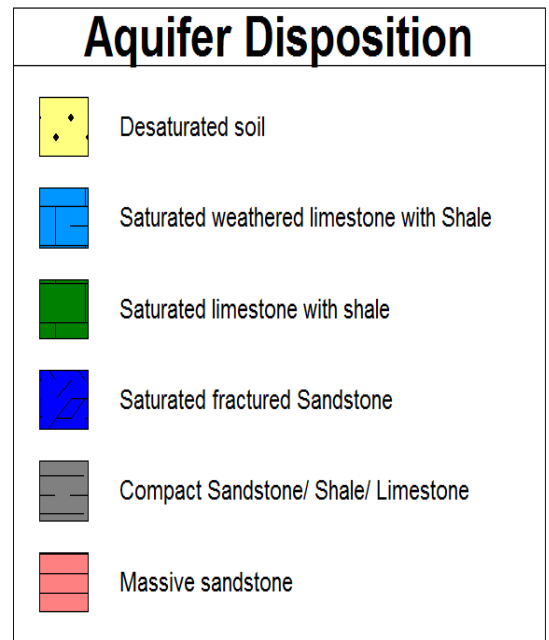 Aquifer Disposition
Desaturated soil
Saturated weathered limestone with Shale
Saturated limestone with shale
Saturated fractured Sandstone
Compact Sandstone/ Shale/ Limestone
Massive sandstone